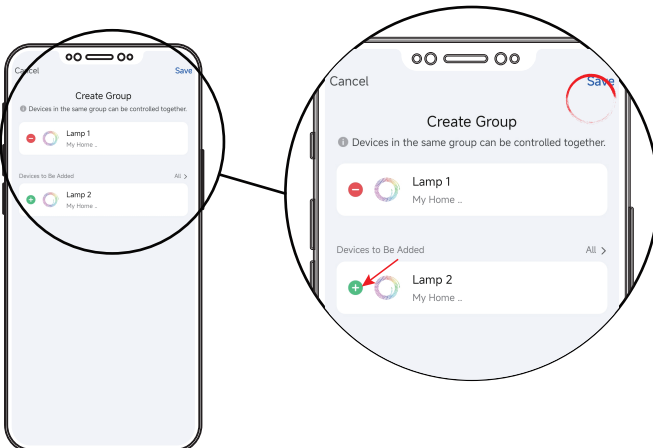 Cancel
Save
Create Group
Devices in the same group can be controlled together.
Lamp 1
My Home ..
Devices to Be Added
All >
Lamp 2
My Home ..
Cancel
Save
Create Group
Devices in the same group can be controlled together.
Lamp 1
My Home ..
Devices to Be Added
All >
Lamp 2
My Home ..